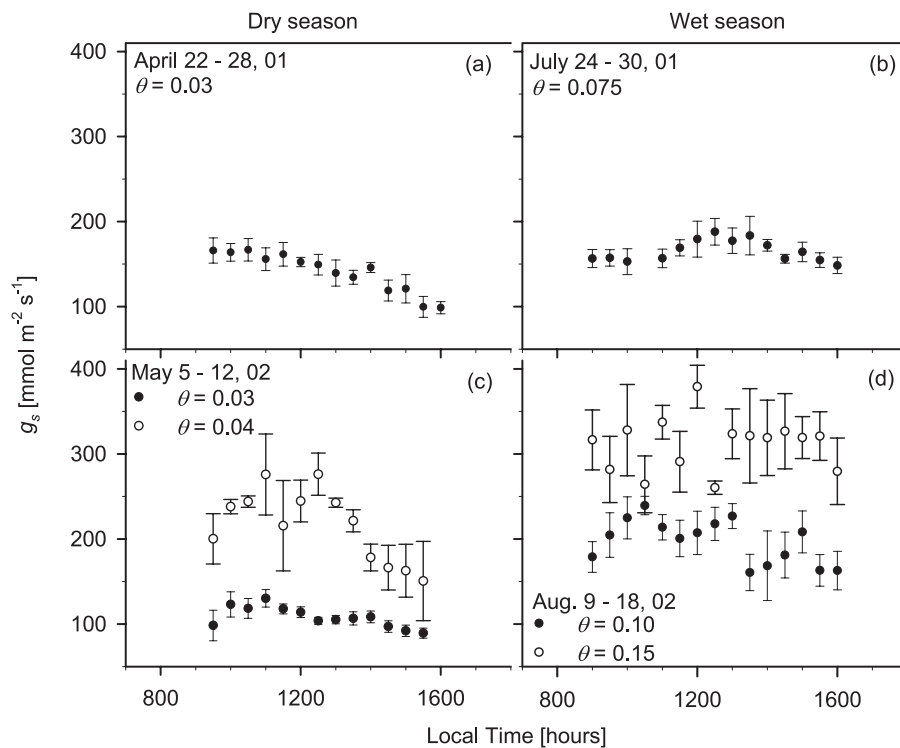 Dry season
Wet season
400
300
200
100
April 22 - 28, 01
θ = 0.03
(a)
July 24 - 30, 01
θ = 0.075
(b)
gs [mmol m-2 s-1]
400
300
200
100
May 5 - 12, 02
θ = 0.03
θ = 0.04
(c)
(d)
Aug. 9 - 18, 02
θ = 0.10
θ = 0.15
800
1200
1600
800
1200
1600
Local Time [hours]